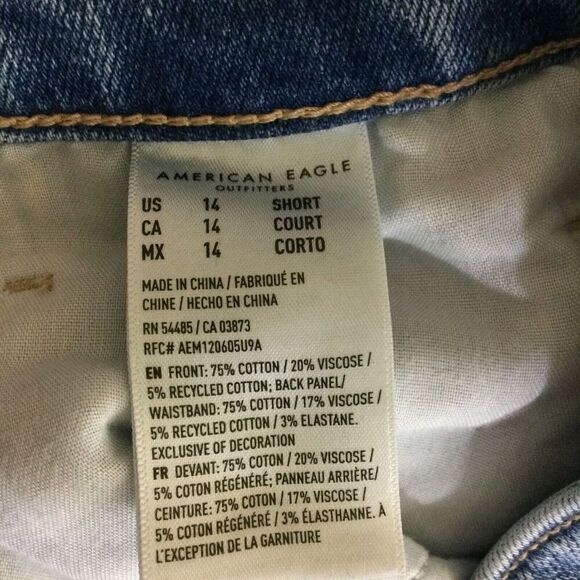 AMERICAN EAGLE
OUTFITTERS
US 14 SHORT
CA 14 COURT
MX 14 CORTO
MADE IN CHINA / FABRIQUÉ EN
CHINE / HECHO EN CHINA
RN 54485 / CA 03873
RFC# AEM120605U9A
EN FRONT: 75% COTTON / 20% VISCOSE /
5% RECYCLED COTTON; BACK PANEL/
WAISTBAND: 75% COTTON / 17% VISCOSE /
5% RECYCLED COTTON / 3% ELASTANE.
EXCLUSIVE OF DECORATION
FR DEVANT: 75% COTON / 20% VISCOSE /
5% COTON RÉGÉNÉRÉ; PANNEAU ARRIÈRE/
CEINTURE: 75% COTON / 17% VISCOSE /
5% COTON RÉGÉNÉRÉ / 3% ÉLASTHANNE. À
L'EXCEPTION DE LA GARNITURE